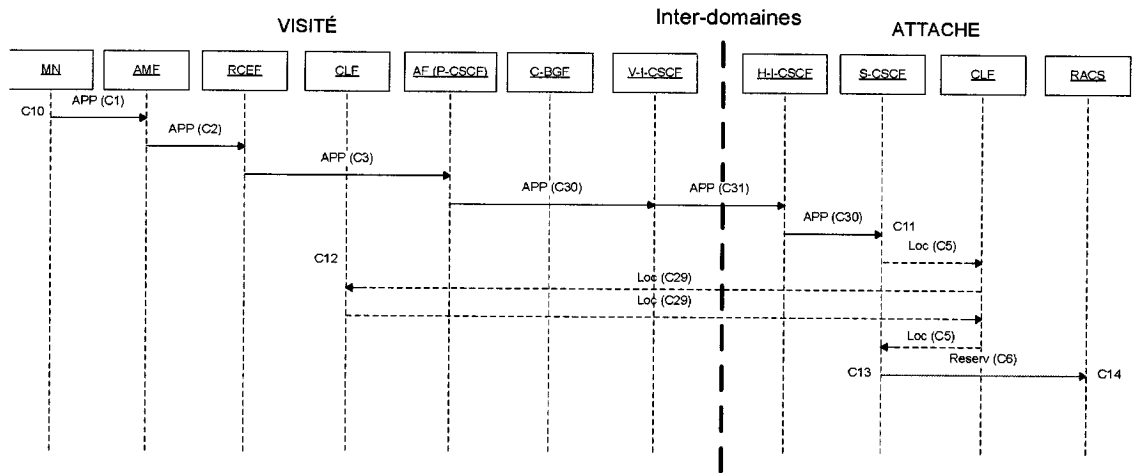 VISITÉ Inter-domaines ATTACHE
MN AMF RCEF CLF AF (P-CSCF) C-BGF V-I-CSCF H-I-CSCF S-CSCF CLF RACS
C10 APP (C1)
APP (C2)
APP (C3)
APP (C30) APP (C31)
APP (C30) C11
Loc (C5)
C12
Loc (C29)
Loc (C29)
Loc (C5)
Reserv (C6)
C13 C14